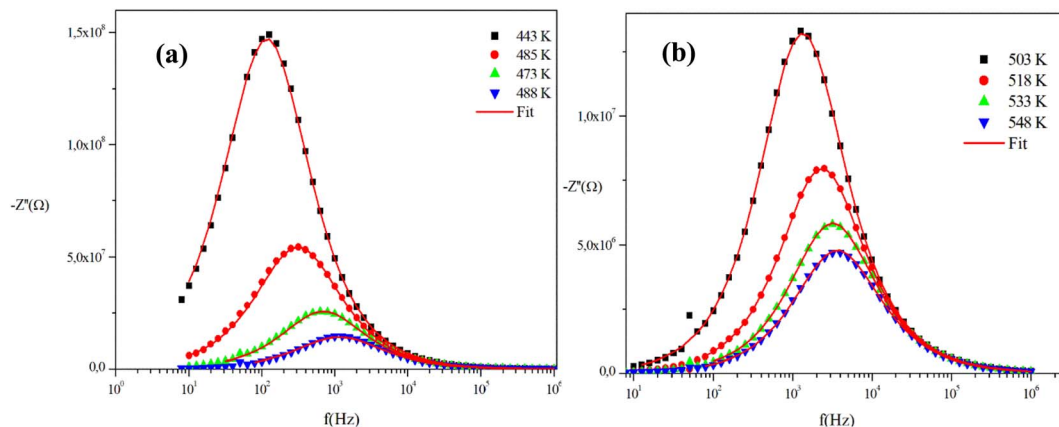 (a)
1,5x10⁸
1,0x10⁸
5,0x10⁷
0,0
-Z''(Ω)
443 K
485 K
473 K
488 K
Fit
10⁰
10¹
10²
10³
10⁴
10⁵
10⁶
f(Hz)
(b)
1,0x10⁷
5,0x10⁶
0,0
-Z''(Ω)
503 K
518 K
533 K
548 K
Fit
10¹
10²
10³
10⁴
10⁵
10⁶
f(Hz)